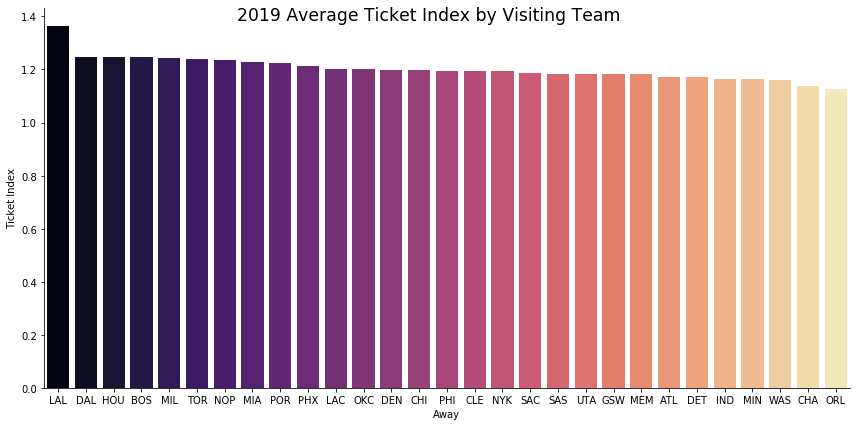 2019 Average Ticket Index by Visiting Team
1.4
1.2
1.0
0.8
0.6
0.4
0.2
0.0
Ticket Index
LAL DAL HOU BOS MIL TOR NOP MIA POR PHX LAC OKC DEN CHI PHI CLE NYK SAC SAS UTA GSW MEM ATL DET IND MIN WAS CHA ORL
Away